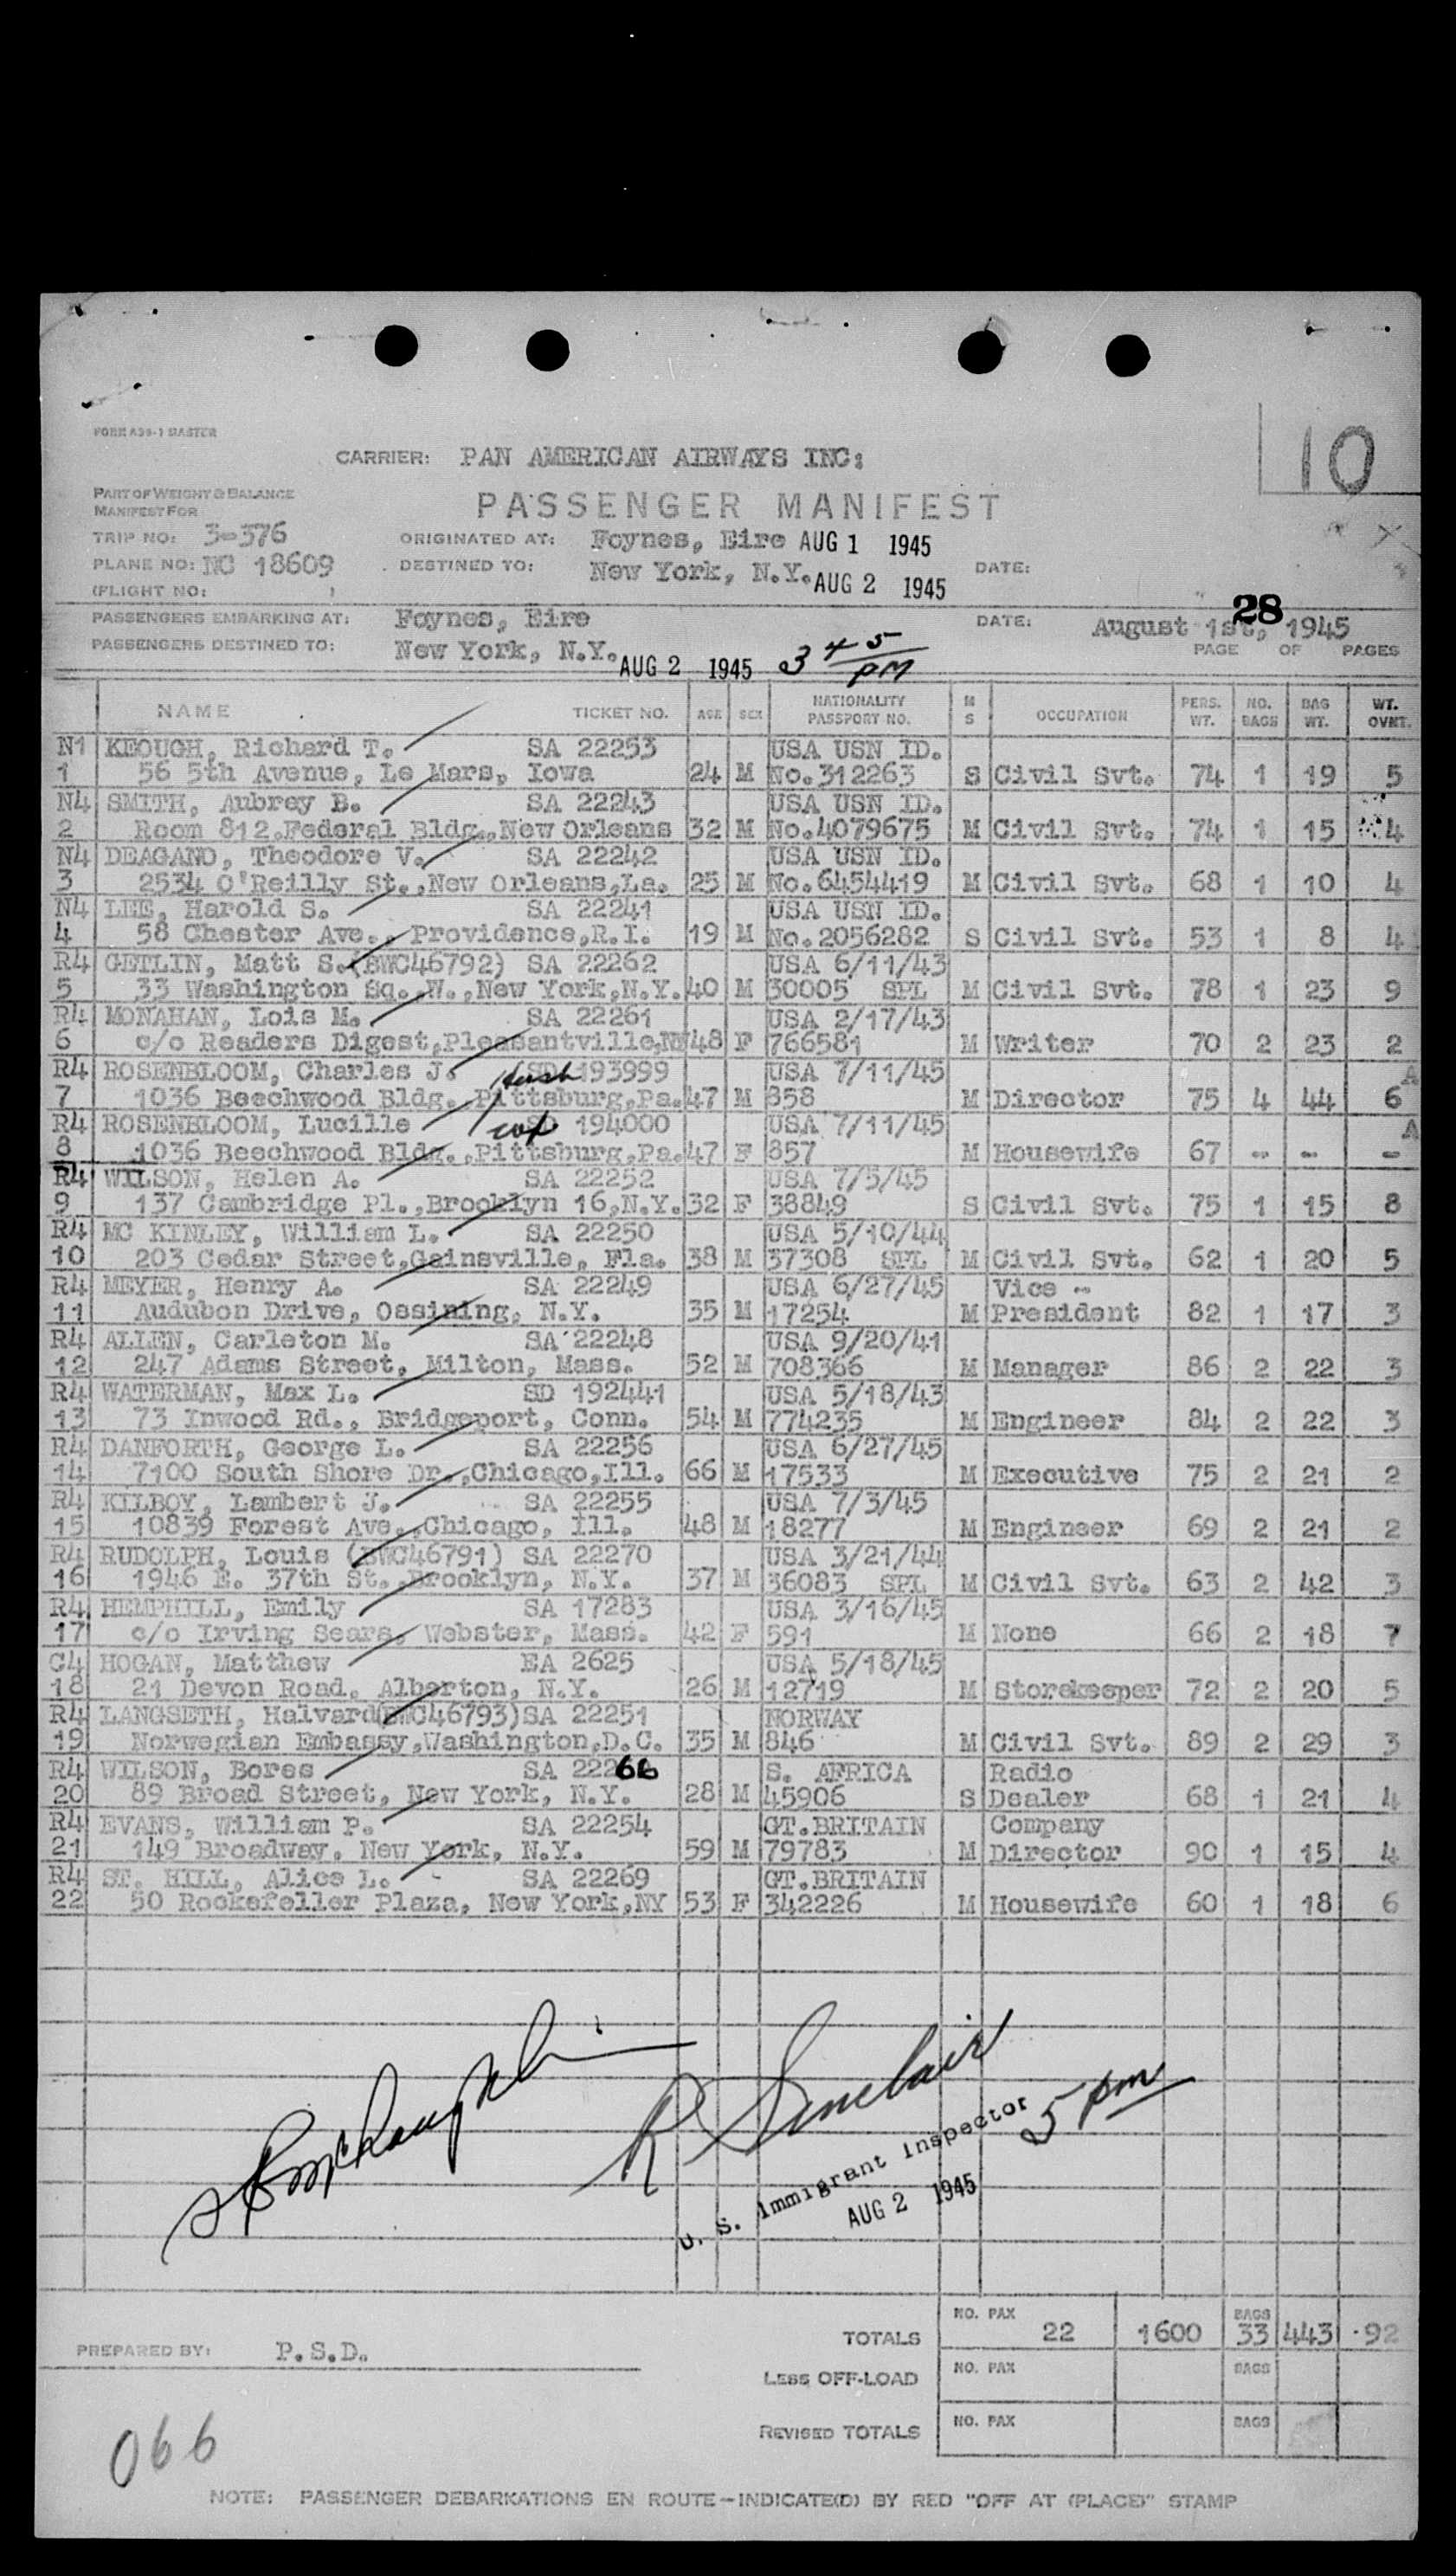 FORM A30-1 MASTER
10
CARRIER: PAN AMERICAN AIRWAYS INC:
PART OF WEIGHT & BALANCE
MANIFEST FOR
PASSENGER MANIFEST
TRIP NO: 3-376 ORIGINATED AT: Foynes, Eire AUG 1 1945
PLANE NO: NC 18609 DESTINED TO: New York, N.Y. AUG 2 1945 DATE:
(FLIGHT NO: )
PASSENGERS EMBARKING AT: Foynes, Eire DATE: August 1st, 1945 28
PASSENGERS DESTINED TO: New York, N.Y. AUG 2 1945 3 45 PM PAGE OF PAGES
NAME TICKET NO. AGE SEX NATIONALITY PASSPORT NO. M S OCCUPATION PERS. WT. NO. BAGS BAG WT. WT. OVNT.
N1 KEOUGH, Richard T. SA 22253 USA USN ID.
1 56 5th Avenue, Le Mars, Iowa 24 M No.312263 S Civil Svt. 74 1 19 5
N4 SMITH, Aubrey B. SA 22243 USA USN ID.
2 Room 812,Federal Bldg.,New Orleans 32 M No.4079675 M Civil Svt. 74 1 15 4
N4 DEAGANO, Theodore V. SA 22242 USA USN ID.
3 2534 O'Reilly St.,New Orleans,La. 25 M No.6454419 M Civil Svt. 68 1 10 4
N4 LEE, Harold S. SA 22241 USA USN ID.
4 58 Chester Ave., Providence,R.I. 19 M No.2056282 S Civil Svt. 53 1 8 4
R4 GETLIN, Matt S.(BWC46792) SA 22262 USA 6/11/43
5 33 Washington Sq.,W.,New York,N.Y. 40 M 30005 SPL M Civil Svt. 78 1 23 9
R4 MONAHAN, Lois M. SA 22261 USA 2/17/43
6 c/o Readers Digest,Pleasantville,NY 48 F 766581 M Writer 70 2 23 2
R4 ROSENBLOOM, Charles J. SD 193999 USA 7/11/45 A
7 1036 Beechwood Bldg.,Pittsburg,Pa. 47 M 858 M Director 75 4 44 6
R4 ROSENBLOOM, Lucille SD 194000 USA 7/11/45 A
8 1036 Beechwood Bldg.,Pittsburg,Pa. 47 F 857 M Housewife 67 -- - -
R4 WILSON, Helen A. SA 22252 USA 7/5/45
9 137 Cambridge Pl.,Brooklyn 16,N.Y. 32 F 38849 S Civil Svt. 75 1 15 8
R4 MC KINLEY, William L. SA 22250 USA 5/10/44
10 203 Cedar Street,Gainsville, Fla. 38 M 37308 SPL M Civil Svt. 62 1 20 5
R4 MEYER, Henry A. SA 22249 USA 6/27/45 Vice -
11 Audubon Drive, Ossining, N.Y. 35 M 17254 M President 82 1 17 3
R4 ALLEN, Carleton M. SA 22248 USA 9/20/41
12 247 Adams Street, Milton, Mass. 52 M 708366 M Manager 86 2 22 3
R4 WATERMAN, Max L. SD 192441 USA 5/18/43
13 73 Inwood Rd., Bridgeport, Conn. 54 M 774235 M Engineer 84 2 22 3
R4 DANFORTH, George L. SA 22256 USA 6/27/45
14 7100 South Shore Dr.,Chicago,Ill. 66 M 17533 M Executive 75 2 21 2
R4 KILBOY, Lambert J. SA 22255 USA 7/3/45
15 10839 Forest Ave.,Chicago, Ill. 48 M 18277 M Engineer 69 2 21 2
R4 RUDOLPH, Louis (BWC46791) SA 22270 USA 3/21/44
16 1946 E. 37th St.,Brooklyn, N.Y. 37 M 36083 SPL M Civil Svt. 63 2 42 3
R4 HEMPHILL, Emily SA 17283 USA 3/16/45
17 c/o Irving Sears, Webster, Mass. 42 F 591 M None 66 2 18 7
C4 HOGAN, Matthew EA 2625 USA 5/18/45
18 21 Devon Road, Alberton, N.Y. 26 M 12719 M Storekeeper 72 2 20 5
R4 LANGSETH, Halvard(BWC46793)SA 22251 NORWAY
19 Norwegian Embassy,Washington,D.C. 35 M 846 M Civil Svt. 89 2 29 3
R4 WILSON, Bores SA 22266 S. AFRICA Radio
20 89 Broad Street, New York, N.Y. 28 M 45906 S Dealer 68 1 21 4
R4 EVANS, William P. SA 22254 GT.BRITAIN Company
21 149 Broadway, New York, N.Y. 59 M 79783 M Director 90 1 15 4
R4 ST. HILL, Alice L. SA 22269 GT.BRITAIN
22 50 Rockefeller Plaza, New York,NY 53 F 342226 M Housewife 60 1 18 6
R Sinclair
U. S. Immigrant Inspector 5 pm
AUG 2 1945
TOTALS NO. PAX 22 1600 BAGS 33 443 92
PREPARED BY: P.S.D.
LESS OFF-LOAD NO. PAX BAGS
REVISED TOTALS NO. PAX BAGS
066
NOTE: PASSENGER DEBARKATIONS EN ROUTE—INDICATE(D) BY RED "OFF AT (PLACE)" STAMP